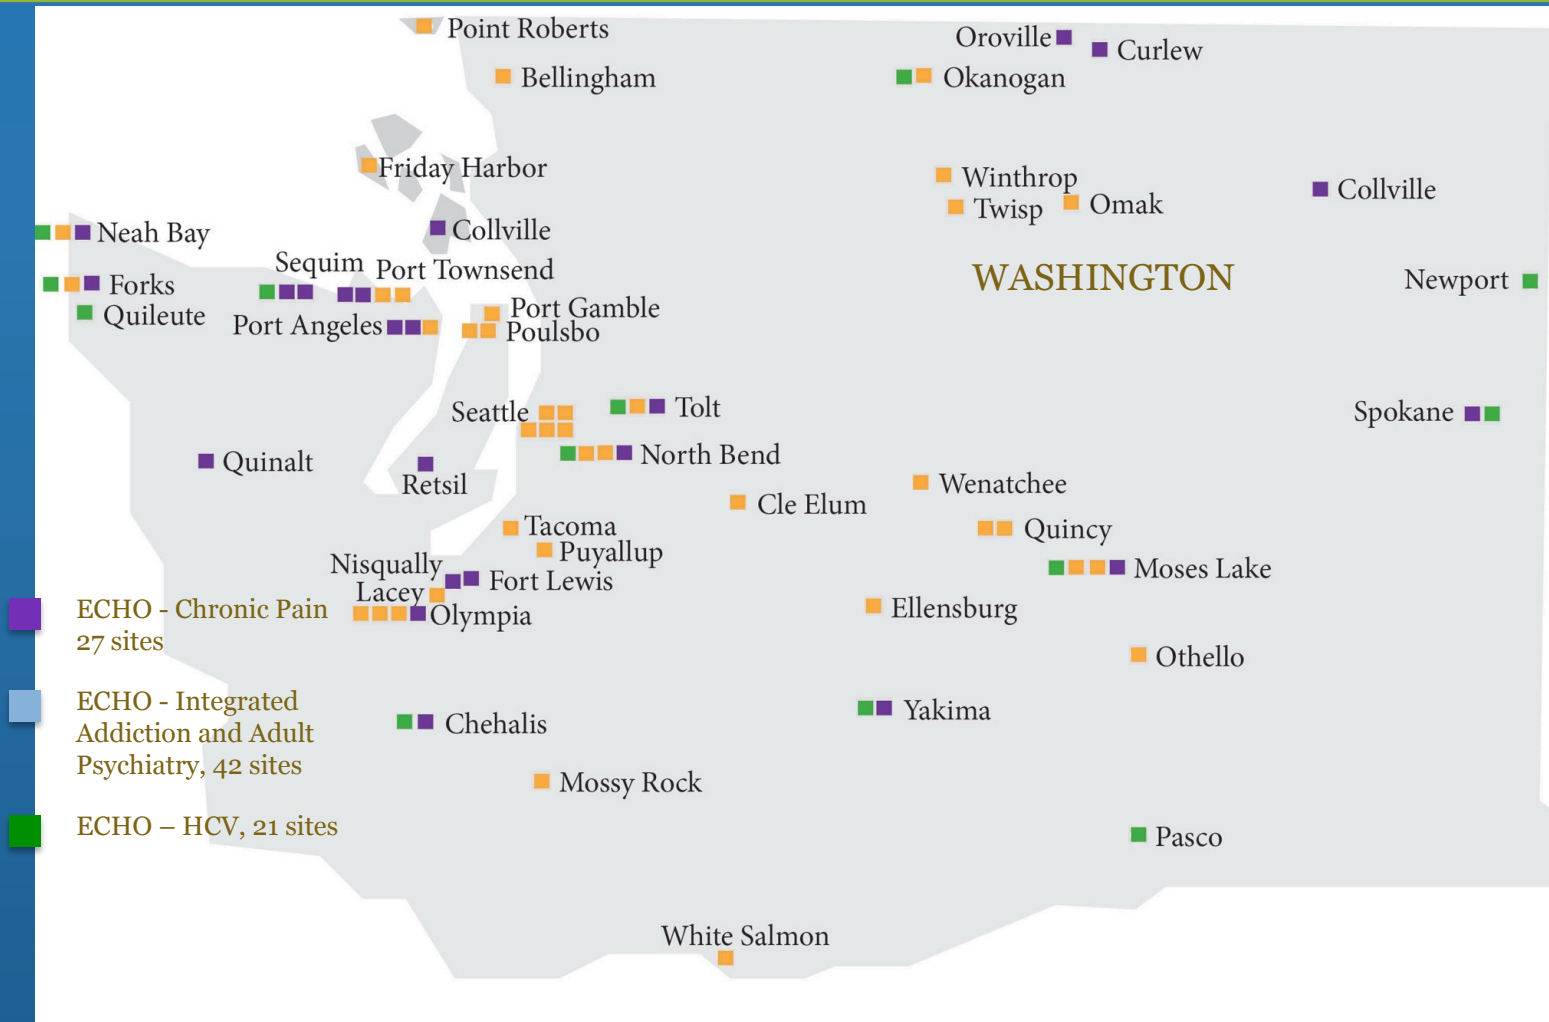 Point Roberts
Oroville
Curlew
Bellingham
Okanogan
Friday Harbor
Winthrop
Collville
Twisp
Omak
Neah Bay
Collville
Sequim
Port Townsend
WASHINGTON
Newport
Forks
Quileute
Port Gamble
Port Angeles
Poulsbo
Seattle
Tolt
Spokane
North Bend
Quinalt
Retsil
Wenatchee
Cle Elum
Tacoma
Quincy
Puyallup
Nisqually
Moses Lake
Fort Lewis
Lacey
Olympia
Ellensburg
ECHO - Chronic Pain
27 sites
Othello
ECHO - Integrated
Addiction and Adult
Psychiatry, 42 sites
Chehalis
Yakima
Mossy Rock
ECHO – HCV, 21 sites
Pasco
White Salmon